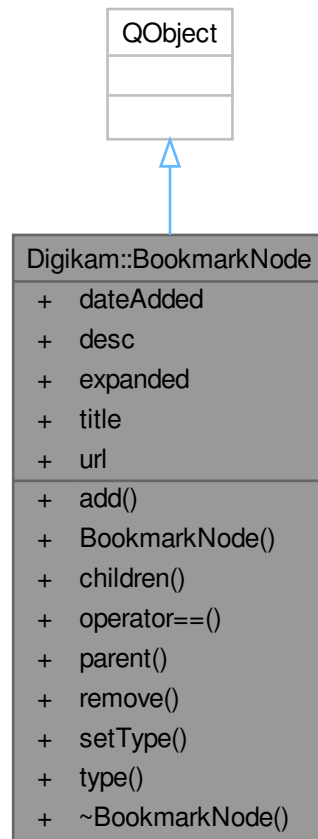 QObject
Digikam::BookmarkNode
+ dateAdded
+ desc
+ expanded
+ title
+ url
+ add()
+ BookmarkNode()
+ children()
+ operator==()
+ parent()
+ remove()
+ setType()
+ type()
+ ~BookmarkNode()